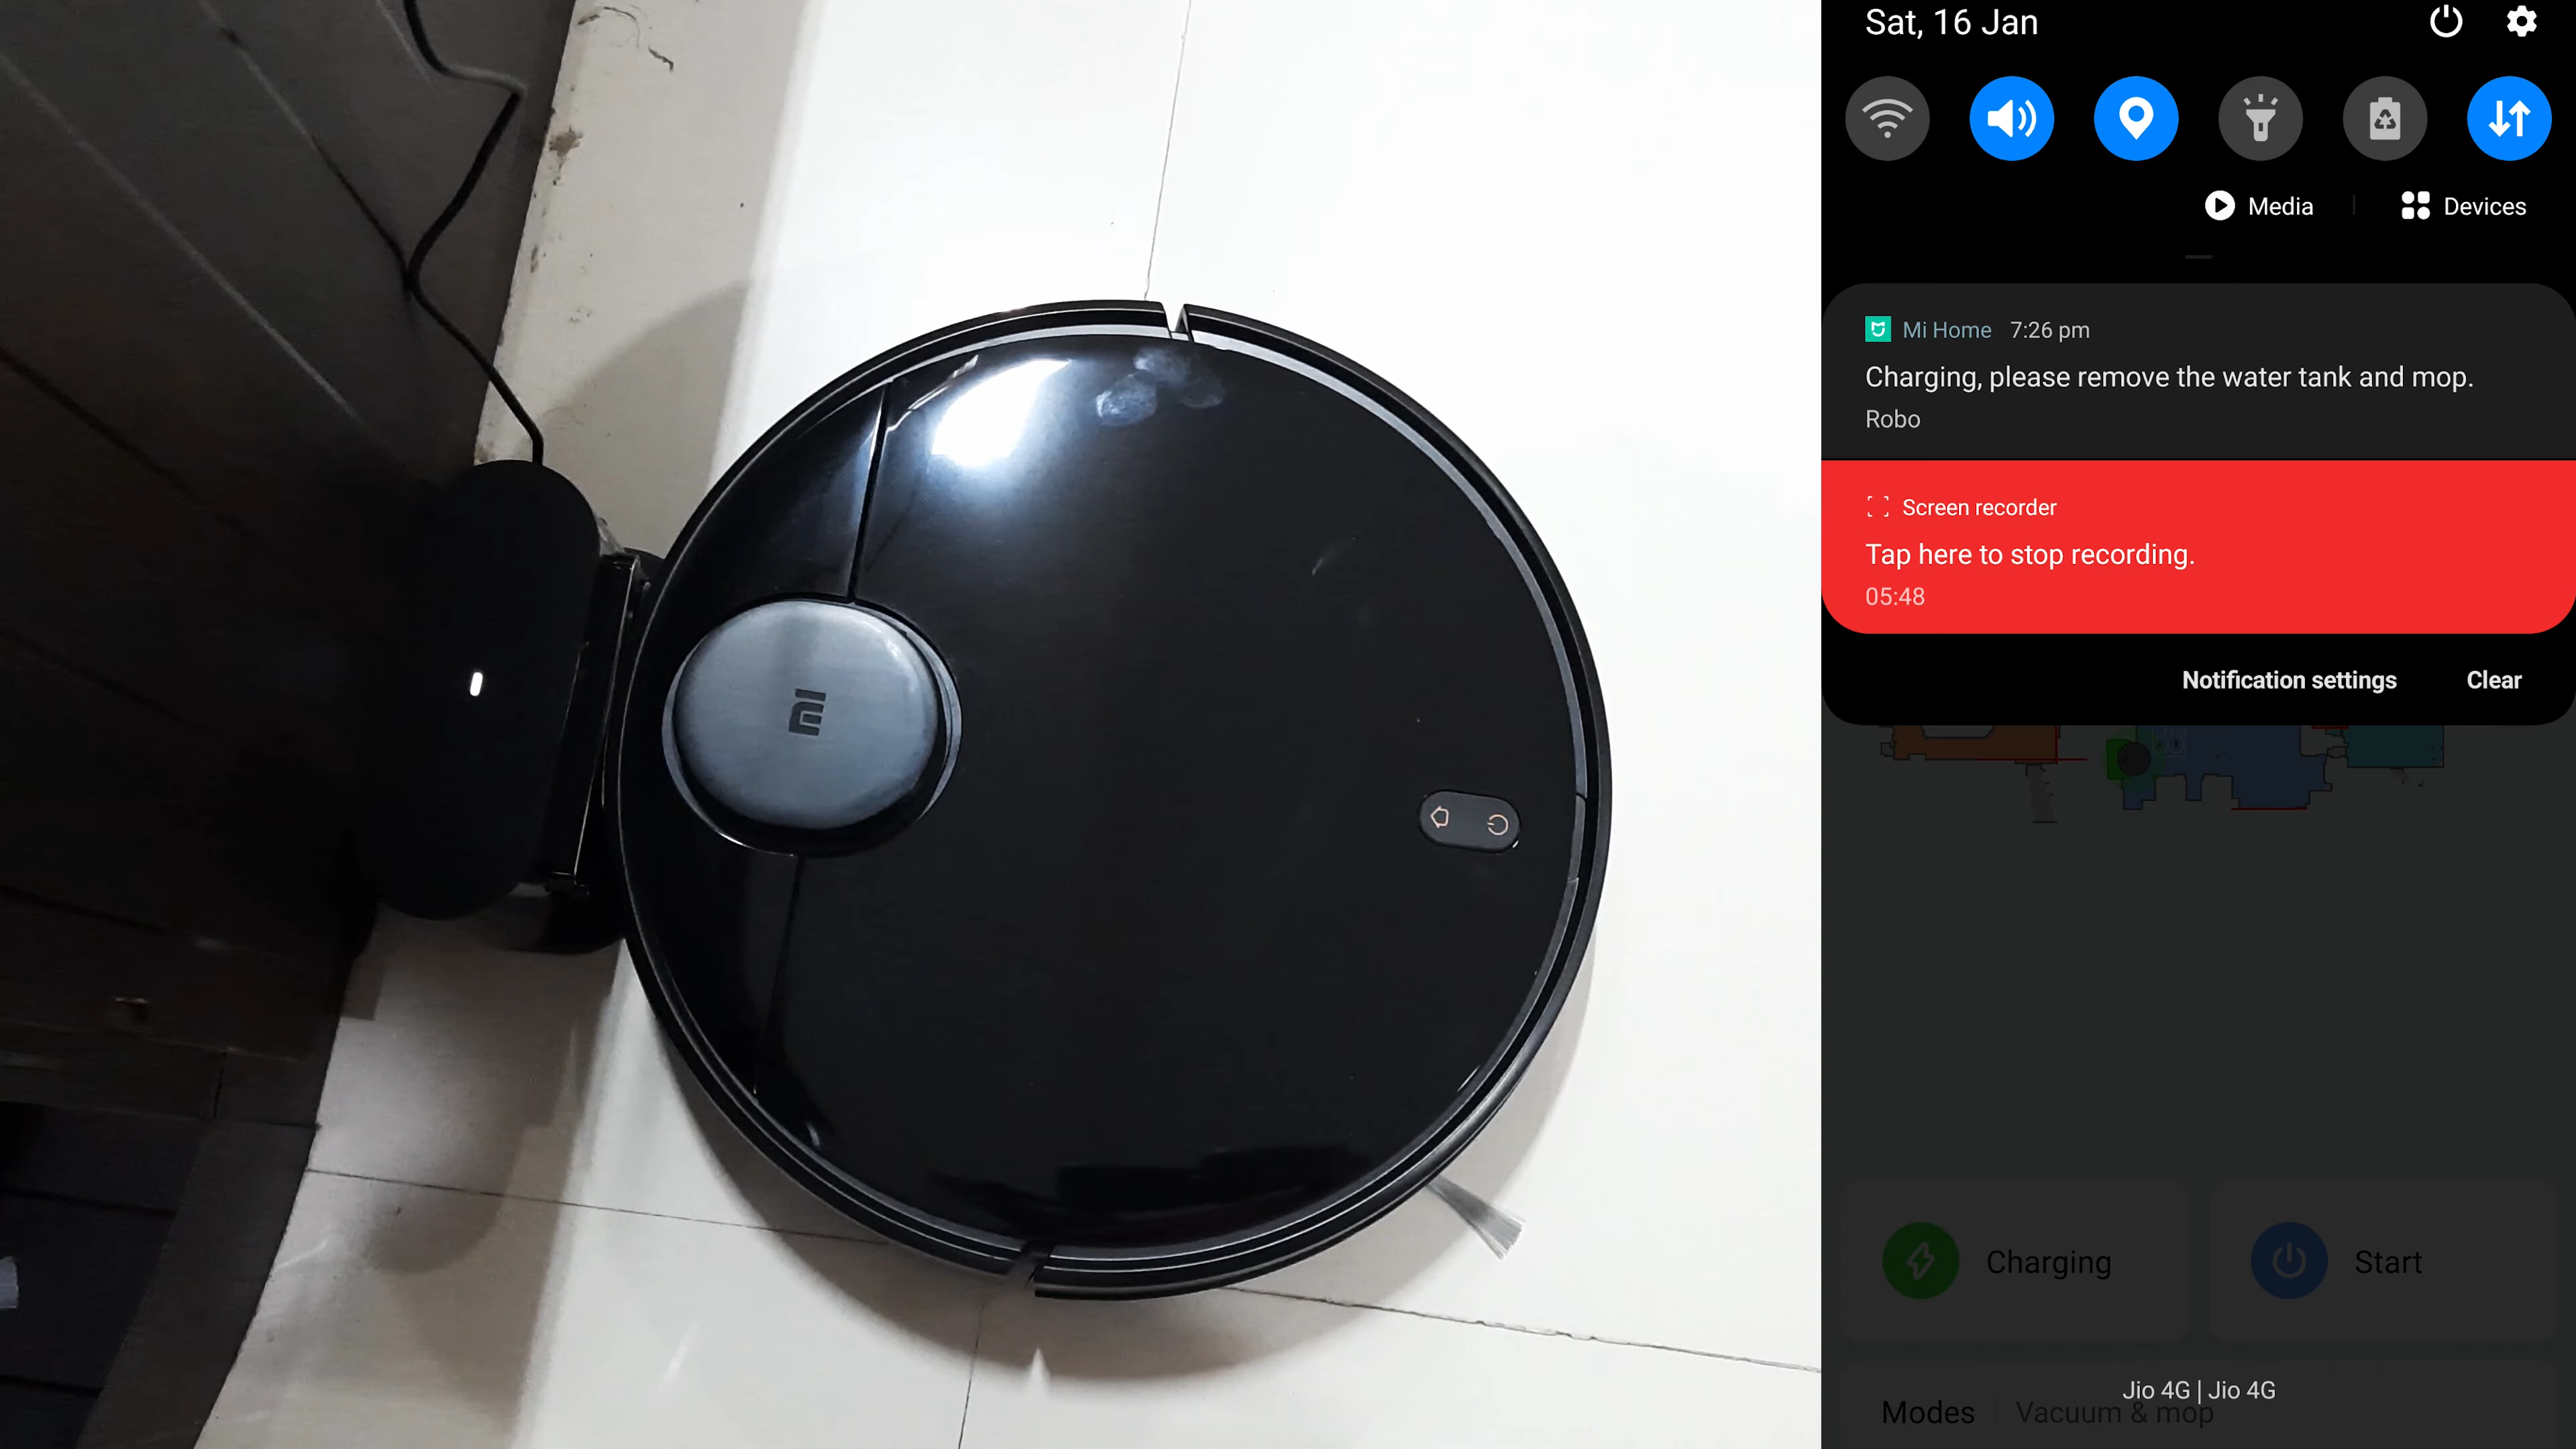 Sat, 16 Jan
Media
Devices
Mi Home 7:26 pm
Charging, please remove the water tank and mop.
Robo
Screen recorder
Tap here to stop recording.
05:48
Notification settings Clear
Charging
Start
Jio 4G | Jio 4G
Modes | Vacuum & mop
mi